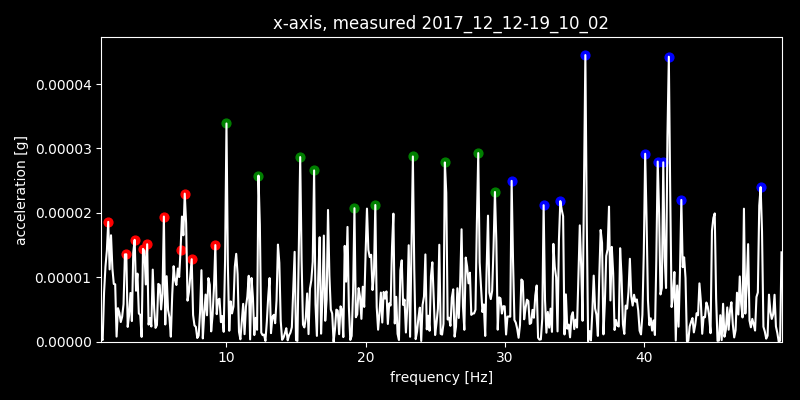 x-axis, measured 2017_12_12-19_10_02
acceleration [g]
0.00004
0.00003
0.00002
0.00001
0.00000
10 20 30 40
frequency [Hz]